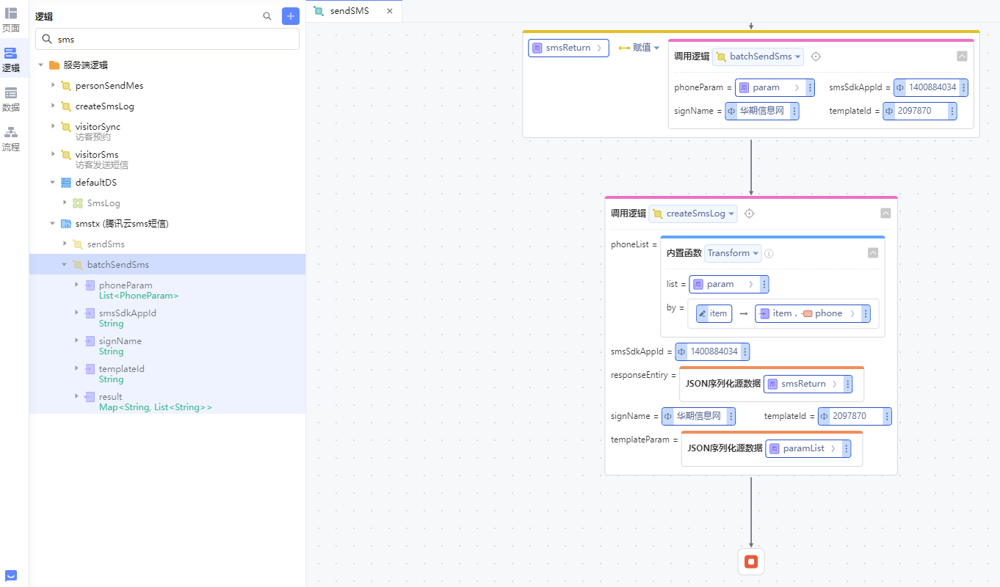 页面
逻辑
数据
流程
逻辑
sms
服务端逻辑
personSendMes
createSmsLog
visitorSync
访客预约
visitorSms
访客发送短信
defaultDS
SmsLog
smstx (腾讯云sms短信)
sendSms
batchSendSms
phoneParam
List<PhoneParam>
smsSdkAppId
String
signName
String
templateId
String
result
Map<String, List<String>>
sendSMS
局 smsReturn 赋值 调用逻辑 batchSendSms
phoneParam = 局 param smsSdkAppId = 1400884034
signName = 华期信息网 templateId = 2097870
调用逻辑 createSmsLog
phoneList =
内置函数 Transform
list = 局 param
by = item → item . phone
smsSdkAppId = 1400884034
responseEntiry = JSON序列化源数据 局 smsReturn
signName = 华期信息网 templateId = 2097870
templateParam = JSON序列化源数据 局 paramList